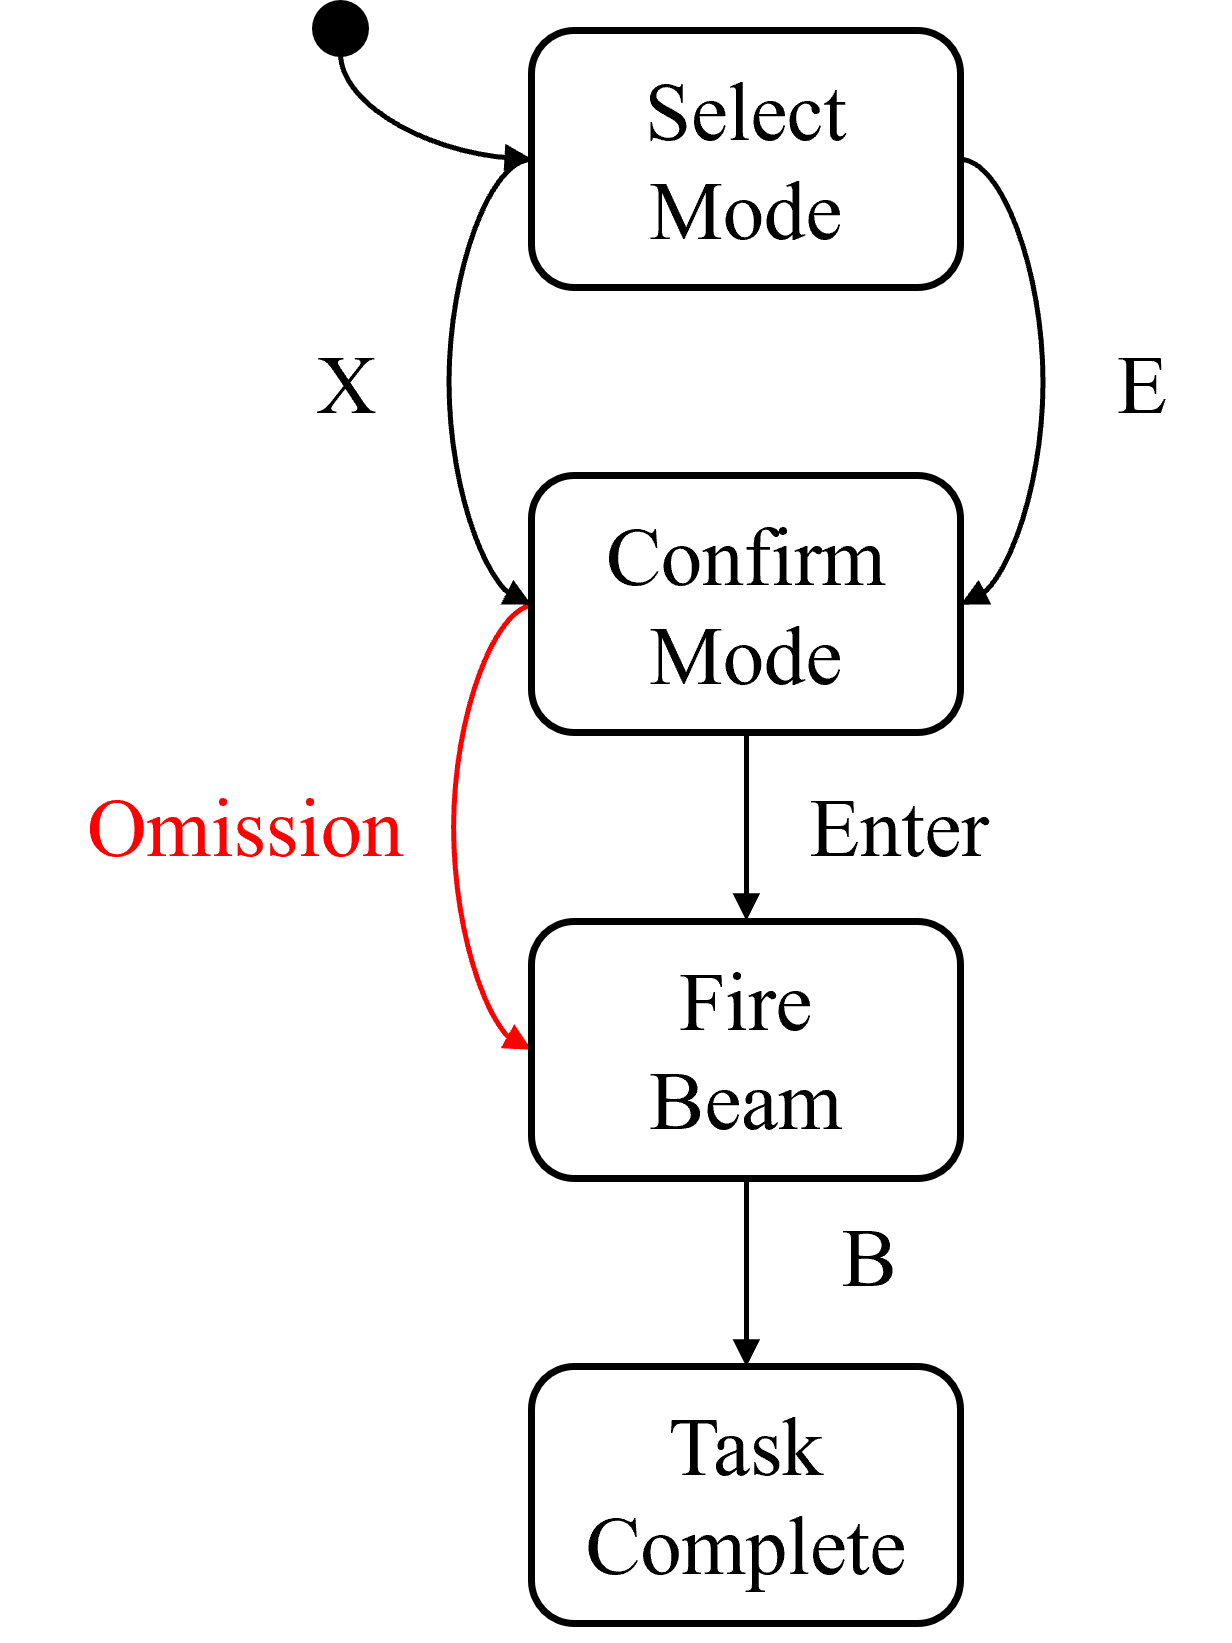 Select
Mode
X
E
Confirm
Mode
Omission
Enter
Fire
Beam
B
Task
Complete